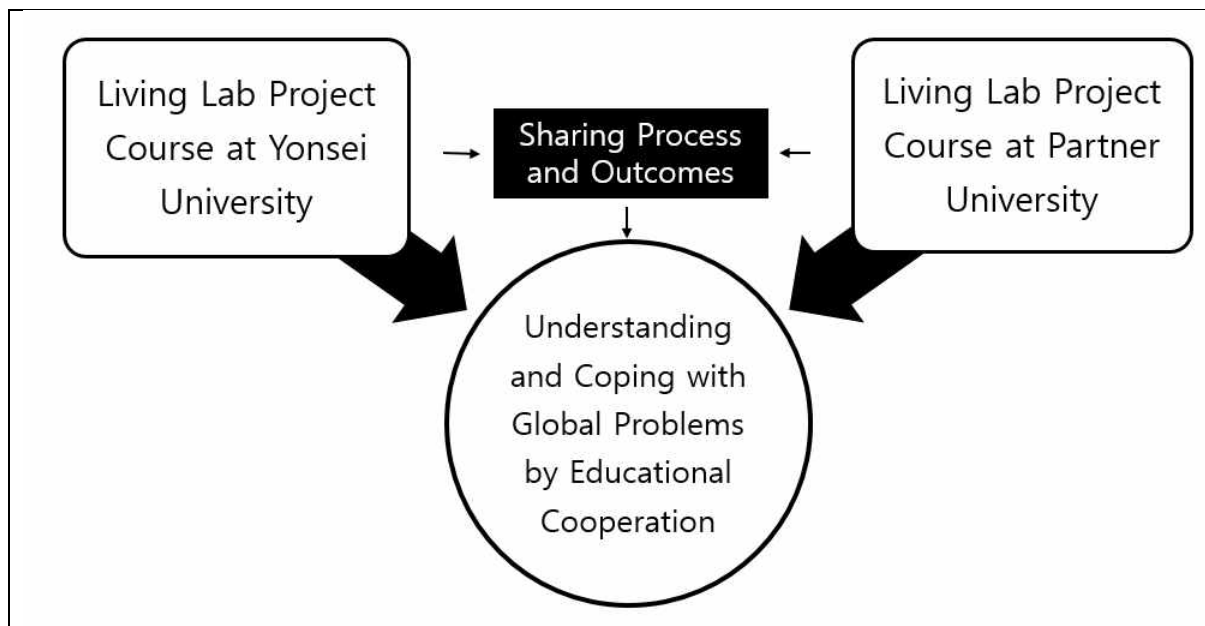 Living Lab Project
Course at Yonsei
University
Sharing Process
and Outcomes
Living Lab Project
Course at Partner
University
Understanding
and Coping with
Global Problems
by Educational
Cooperation